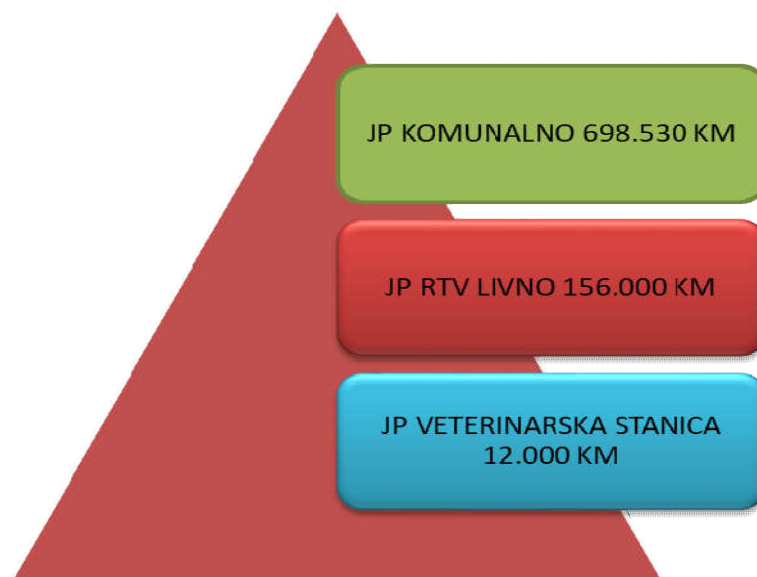 JP KOMUNALNO 698.530 KM
JP RTV LIVNO 156.000 KM
JP VETERINARSKA STANICA
12.000 KM